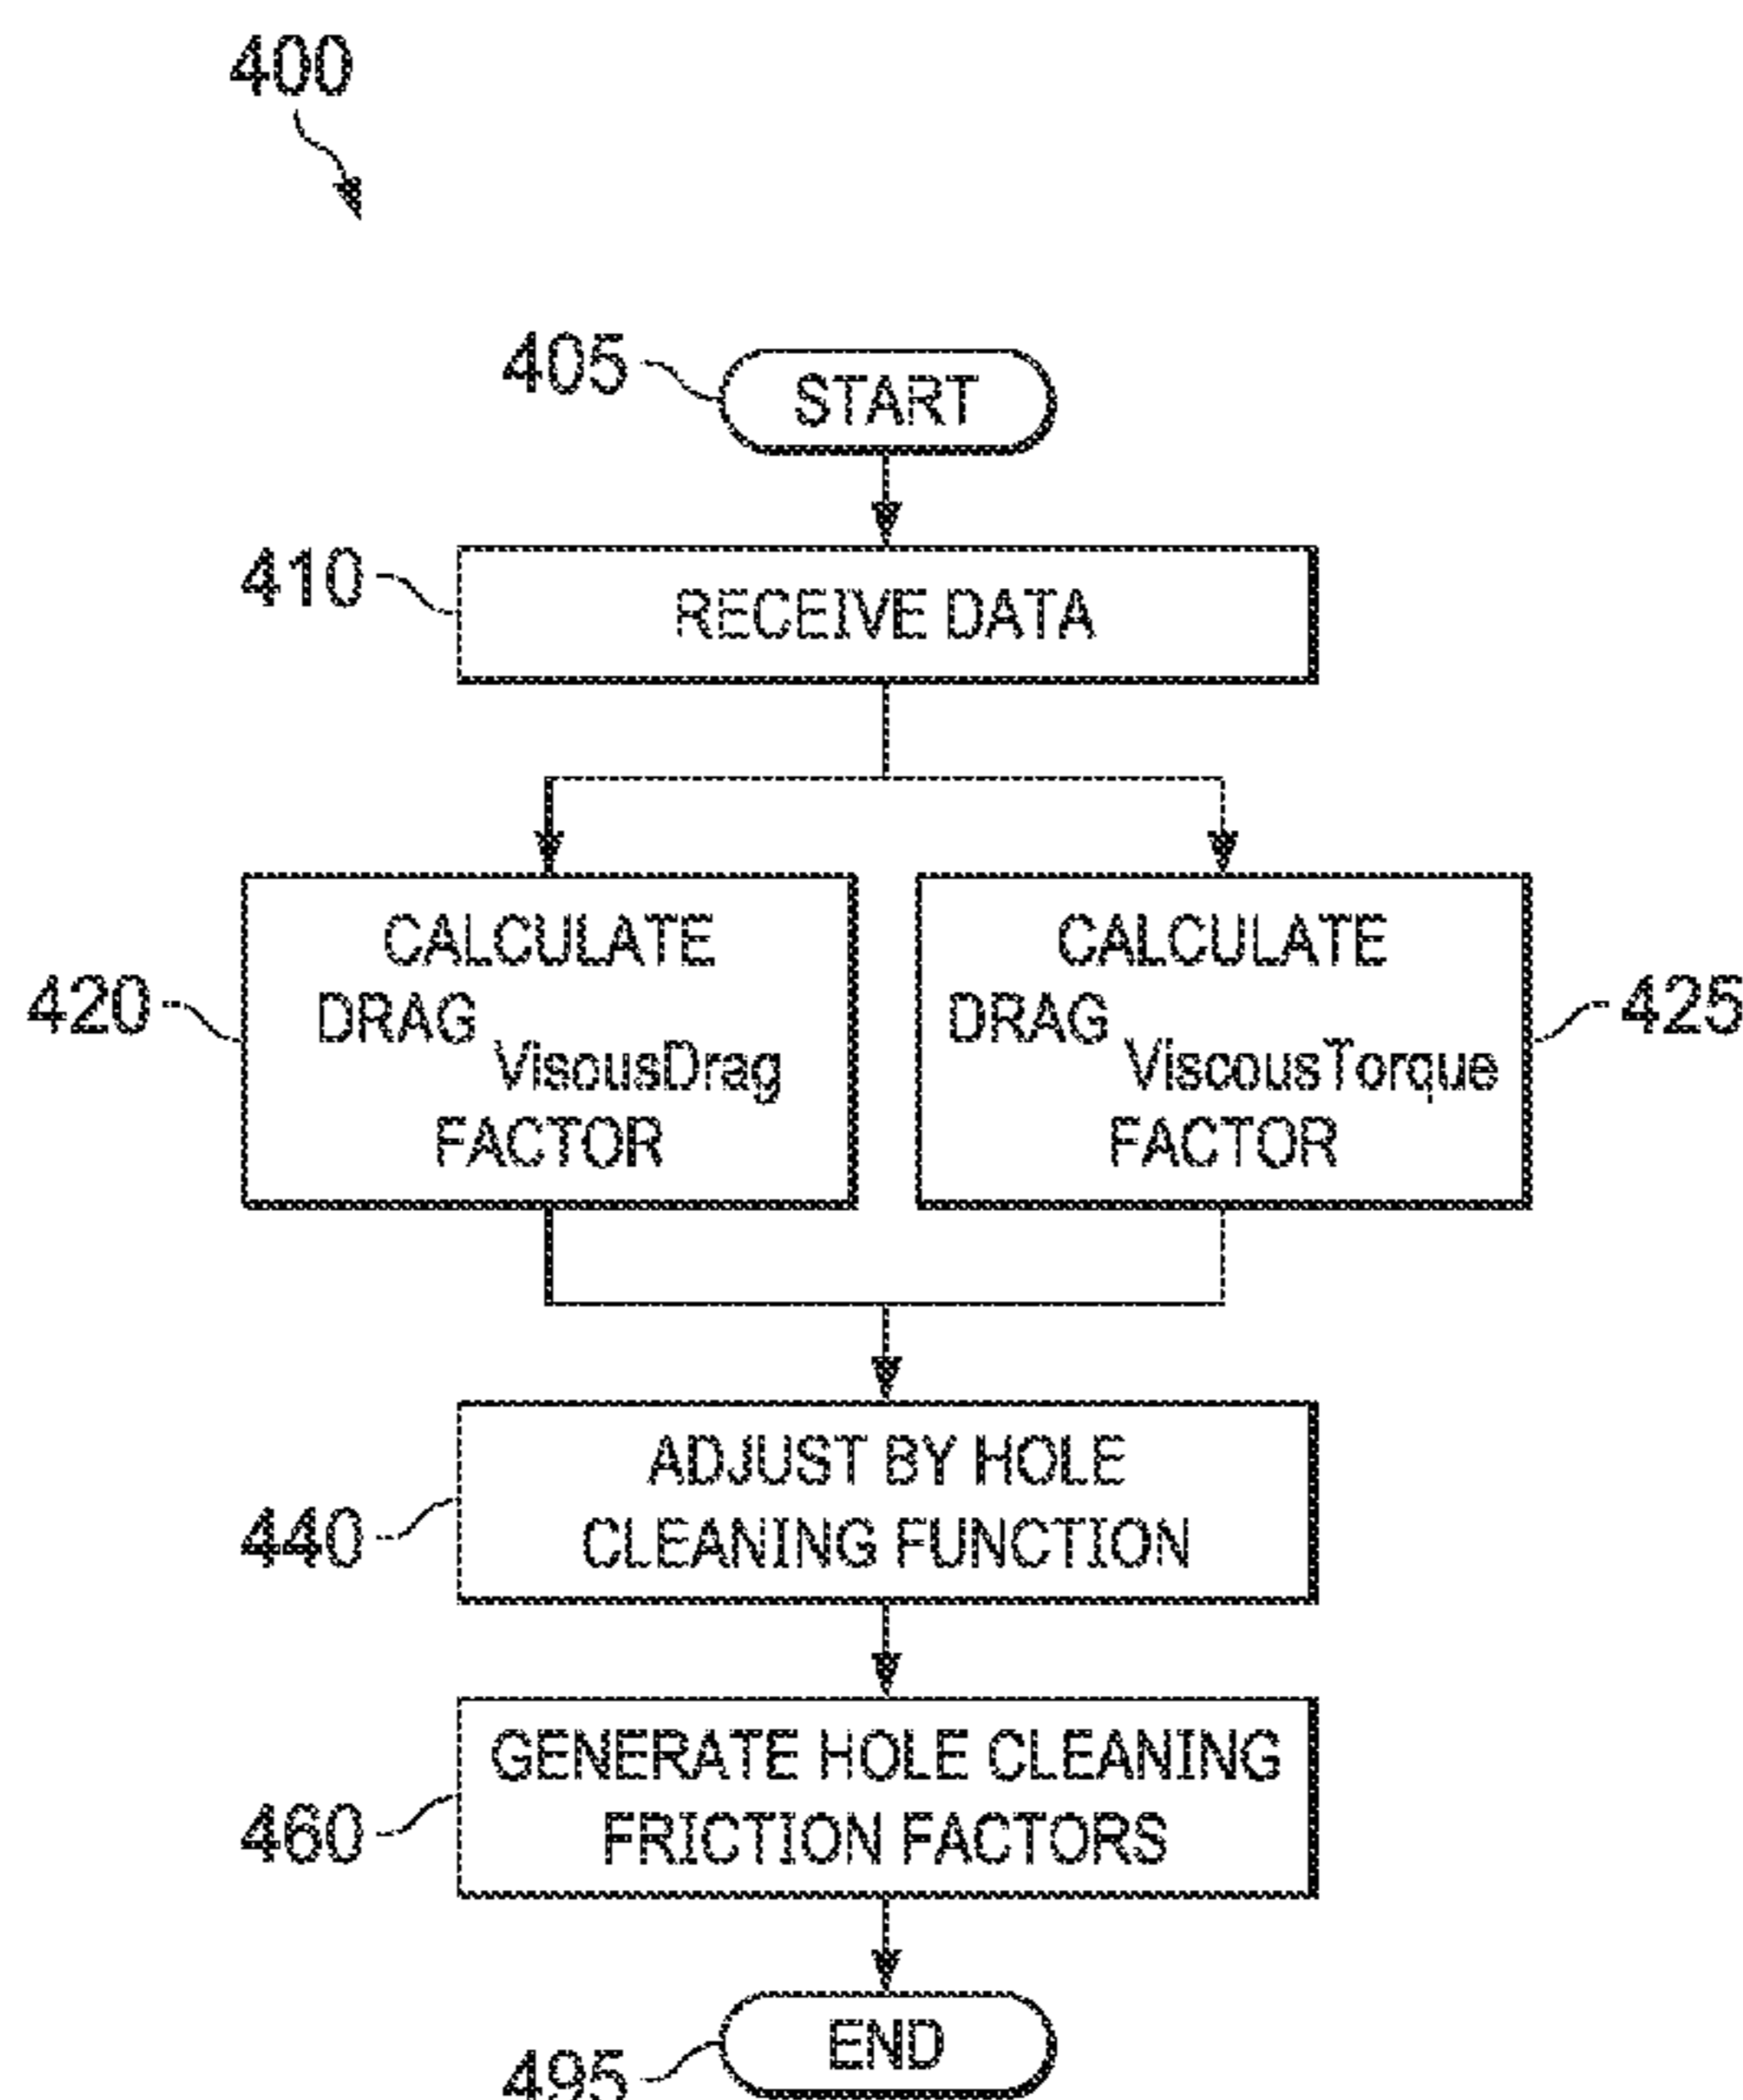 400
405
START
410
RECEIVE DATA
CALCULATE
DRAG ViscousDrag
FACTOR
420
CALCULATE
DRAG ViscousTorque
FACTOR
425
ADJUST BY HOLE
CLEANING FUNCTION
440
GENERATE HOLE CLEANING
FRICTION FACTORS
460
END
495